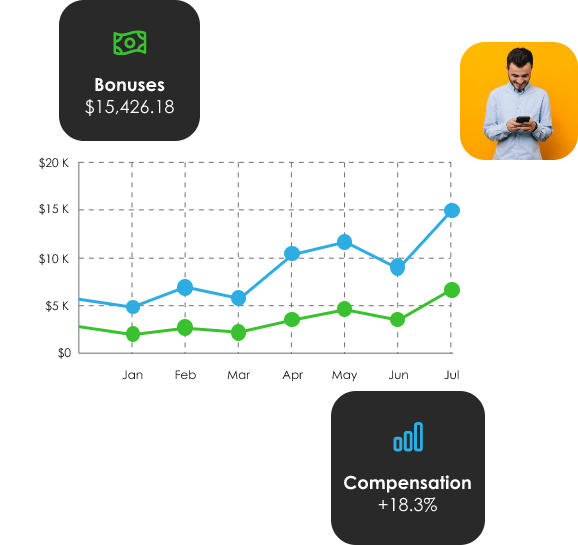 Bonuses
$15,426.18
$20 K
$15 K
$10 K
$5 K
$0
Jan Feb Mar Apr May Jun Jul
Compensation
+18.3%